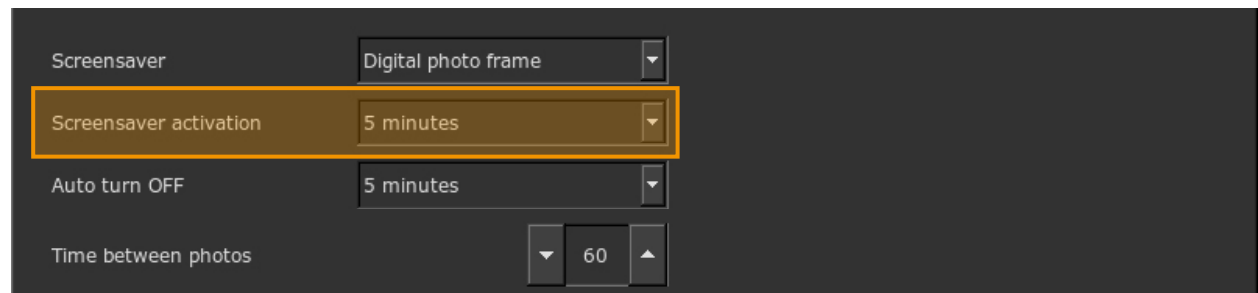 Screensaver Digital photo frame
Screensaver activation 5 minutes
Auto turn OFF 5 minutes
Time between photos 60